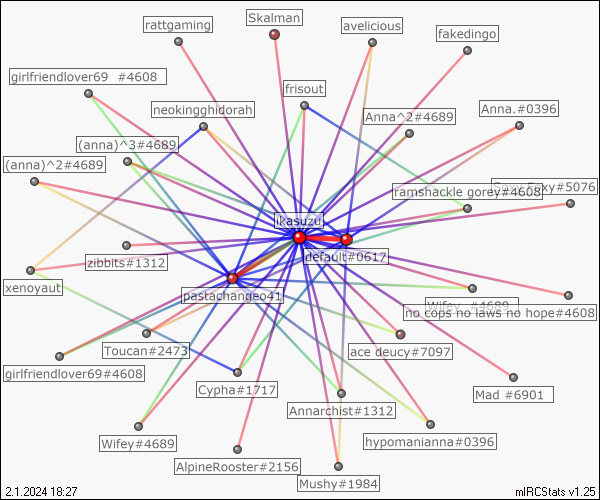 Skalman
rattgaming
avelicious
fakedingo
girlfriendlover69 #4608
frisout
neokingghidorah
Anna^2#4689
Anna.#0396
(anna)^3#4689
(anna)^2#4689
ramshackle gorey#4608
#5076
ikasuzu
default#0617
zibbits#1312
xenoyaut
pastachangeo41
Wifey_ #4689
no cops no laws no hope#4608
Toucan#2473
ace deucy#7097
girlfriendlover69#4608
Cypha#1717
Mad #6901
Annarchist#1312
Wifey#4689
hypomanianna#0396
AlpineRooster#2156
Mushy#1984
2.1.2024 18:27
mIRCStats v1.25